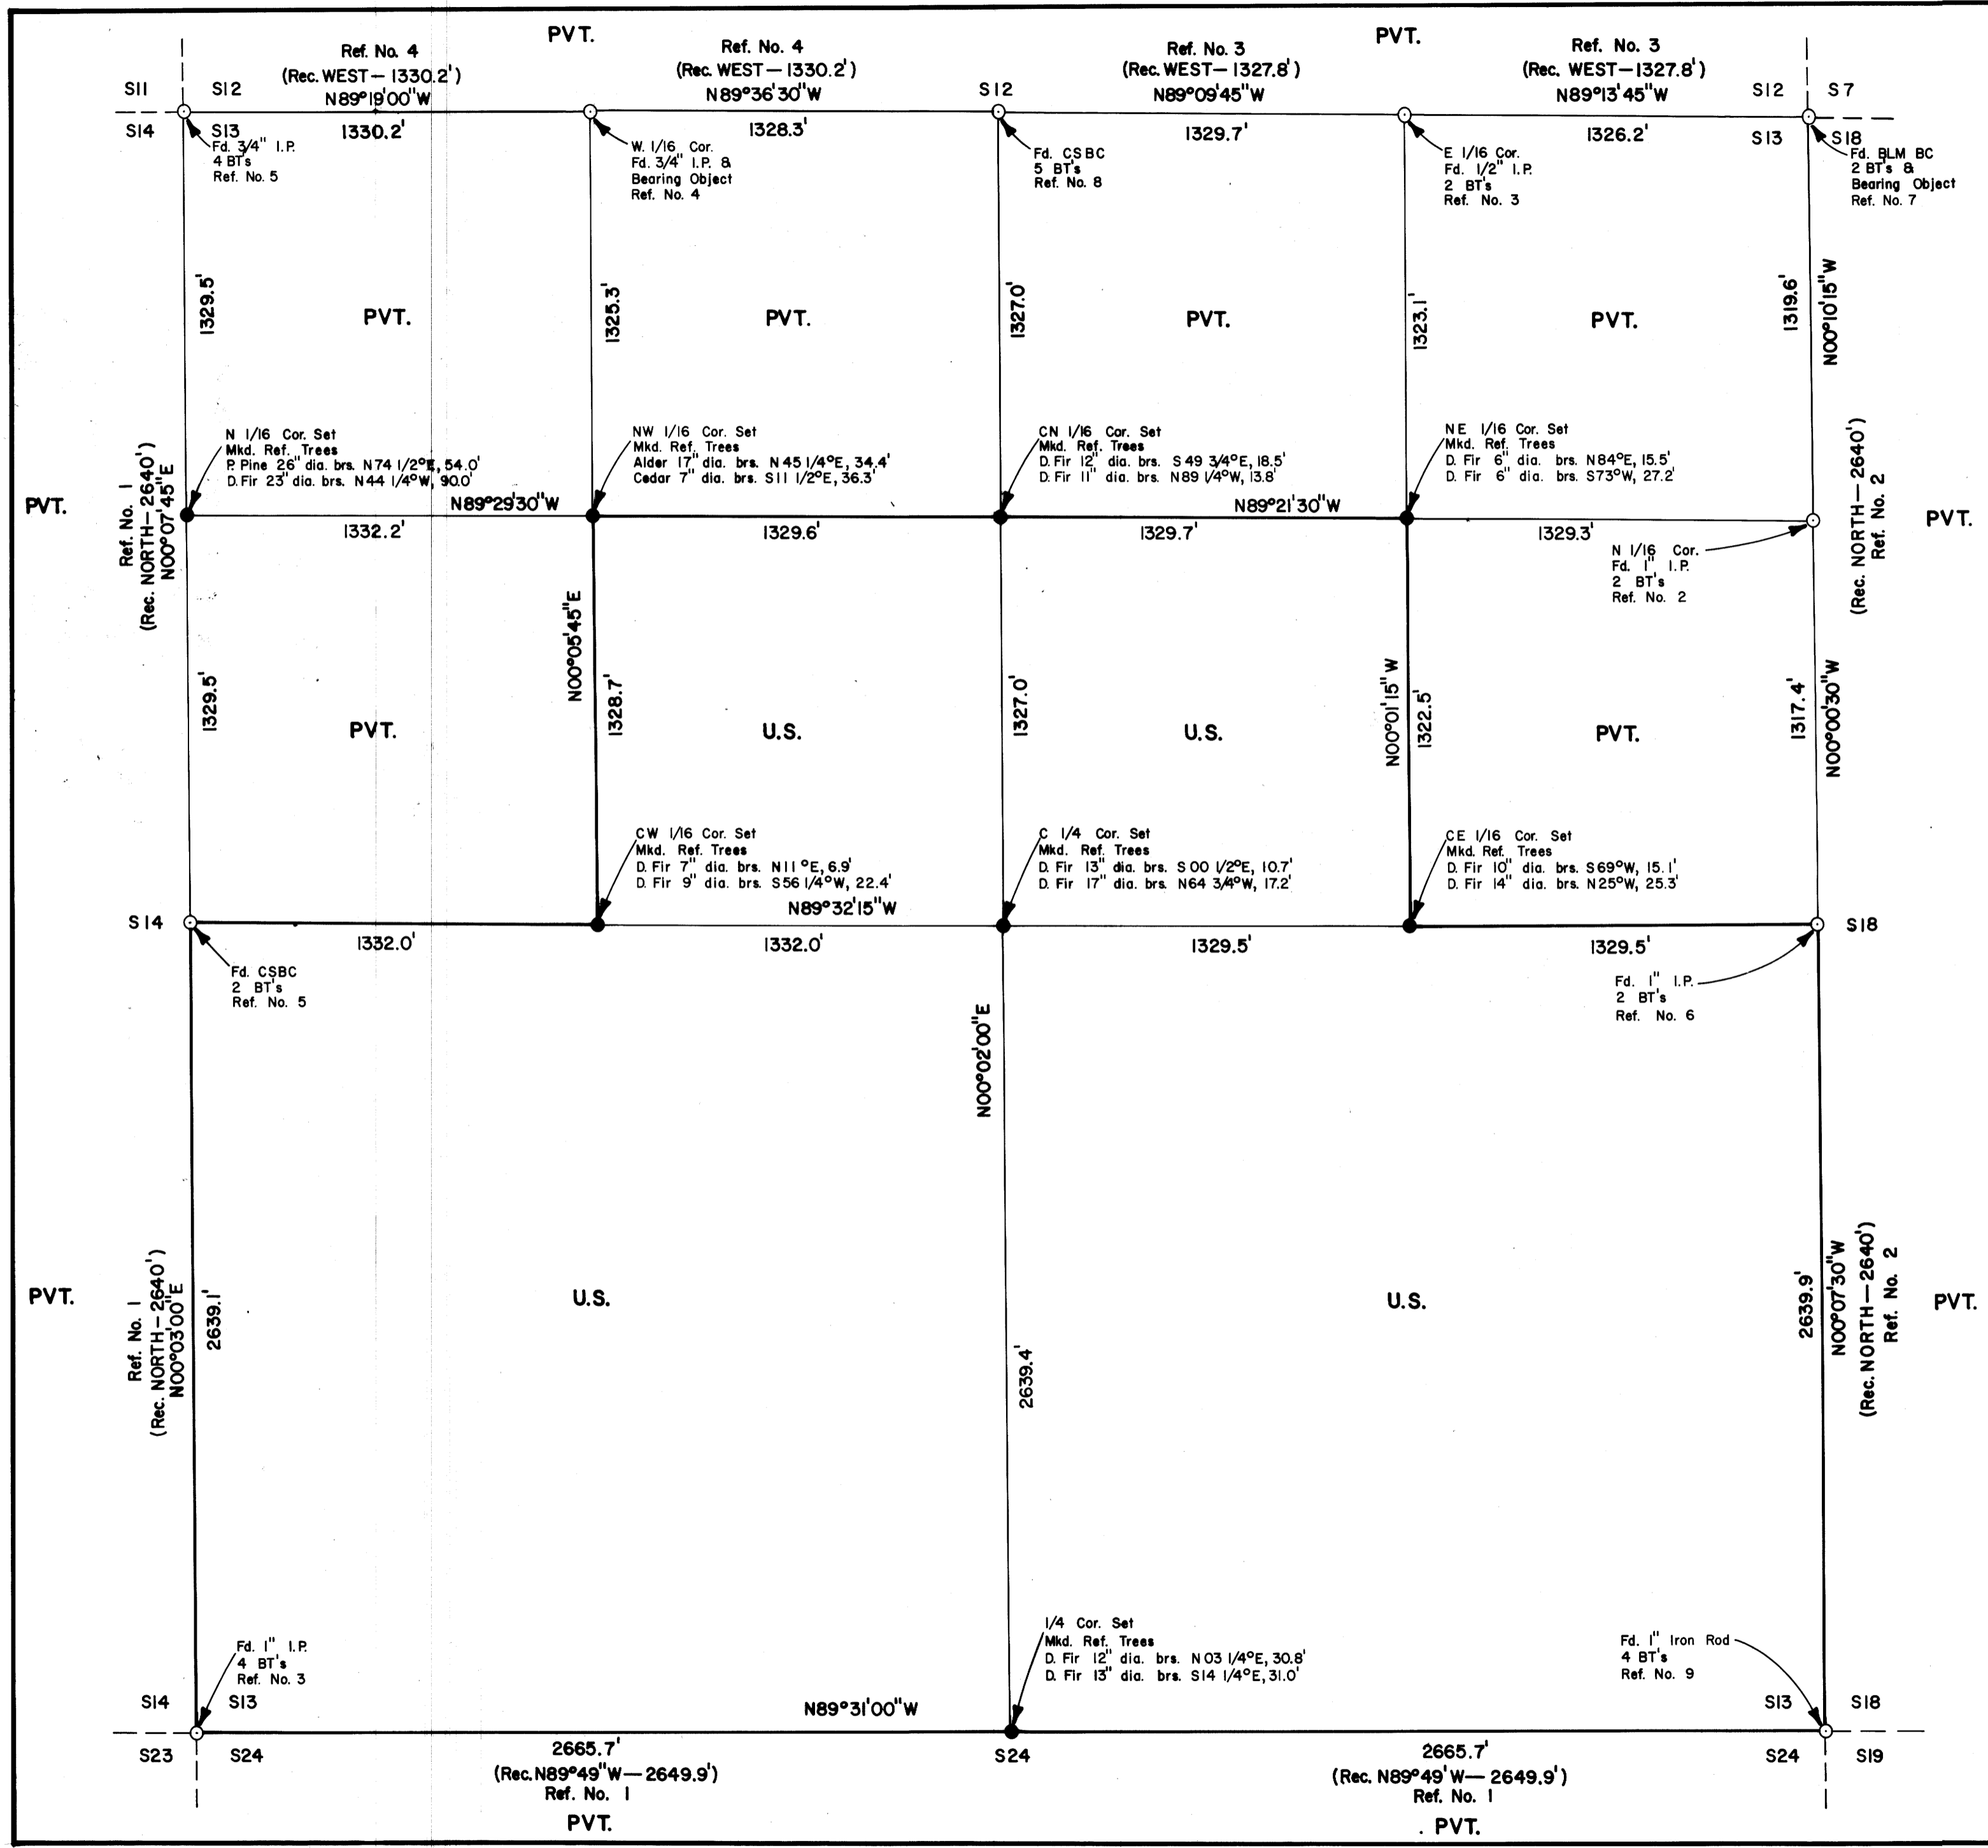 PVT.
PVT.
Ref. No. 4
(Rec. WEST—1330.2')
N89°19'00"W
Ref. No. 4
(Rec. WEST—1330.2')
N89°36'30"W
Ref. No. 3
(Rec. WEST—1327.8')
N89°09'45"W
Ref. No. 3
(Rec. WEST—1327.8')
N89°13'45"W
S11
S12
S12
S12
S7
S14
S13
1330.2'
1328.3'
1329.7'
1326.2'
S13
S18
Fd. 3/4" I.P.
4 BT's
Ref. No. 5
W. 1/16 Cor.
Fd. 3/4" I.P. &
Bearing Object
Ref. No. 4
Fd. CSBC
5 BT's
Ref. No. 8
E 1/16 Cor.
Fd. 1/2" I.P.
2 BT's
Ref. No. 3
Fd. BLM BC
2 BT's &
Bearing Object
Ref. No. 7
1329.5'
1325.3'
1327.0'
1323.1'
1319.6'
N00°10'15"W
PVT.
PVT.
PVT.
PVT.
N 1/16 Cor. Set
Mkd. Ref. Trees
P. Pine 26" dia. brs. N74 1/2°E, 54.0'
D. Fir 23" dia. brs. N44 1/4°W, 90.0'
NW 1/16 Cor. Set
Mkd. Ref. Trees
Alder 17" dia. brs. N45 1/4°E, 34.4'
Cedar 7" dia. brs. S11 1/2°E, 36.3'
CN 1/16 Cor. Set
Mkd. Ref. Trees
D. Fir 12" dia. brs. S49 3/4°E, 18.5'
D. Fir 11" dia. brs. N89 1/4°W, 13.8'
NE 1/16 Cor. Set
Mkd. Ref. Trees
D. Fir 6" dia. brs. N84°E, 15.5'
D. Fir 6" dia. brs. S73°W, 27.2'
PVT.
Ref. No. 1
(Rec. NORTH—2640')
N00°07'45"E
N89°29'30"W
N89°21'30"W
1332.2'
1329.6'
1329.7'
1329.3'
(Rec. NORTH—2640')
Ref. No. 2
PVT.
N 1/16 Cor.
Fd. 1" I.P.
2 BT's
Ref. No. 2
1329.5'
N00°05'45"E
1328.7'
1327.0'
N00°01'15"W
1322.5'
1317.4'
N00°00'30"W
PVT.
U.S.
U.S.
PVT.
CW 1/16 Cor. Set
Mkd. Ref. Trees
D. Fir 7" dia. brs. N11°E, 6.9'
D. Fir 9" dia. brs. S56 1/4°W, 22.4'
C 1/4 Cor. Set
Mkd. Ref. Trees
D. Fir 13" dia. brs. S00 1/2°E, 10.7'
D. Fir 17" dia. brs. N64 3/4°W, 17.2'
CE 1/16 Cor. Set
Mkd. Ref. Trees
D. Fir 10" dia. brs. S69°W, 15.1'
D. Fir 14" dia. brs. N25°W, 25.3'
S14
N89°32'15"W
S18
1332.0'
1332.0'
1329.5'
1329.5'
Fd. CSBC
2 BT's
Ref. No. 5
Fd. 1" I.P.
2 BT's
Ref. No. 6
N00°02'00"E
PVT.
Ref. No. 1
(Rec. NORTH—2640')
N00°03'00"E
2639.1'
U.S.
2639.4'
U.S.
2639.9'
N00°07'30"W
(Rec. NORTH—2640')
Ref. No. 2
PVT.
Fd. 1" I.P.
4 BT's
Ref. No. 3
1/4 Cor. Set
Mkd. Ref. Trees
D. Fir 12" dia. brs. N03 1/4°E, 30.8'
D. Fir 13" dia. brs. S14 1/4°E, 31.0'
Fd. 1" Iron Rod
4 BT's
Ref. No. 9
S14
S13
N89°31'00"W
S13
S18
S23
S24
2665.7'
(Rec. N89°49"W—2649.9')
Ref. No. 1
S24
2665.7'
(Rec. N89°49'W—2649.9')
Ref. No. 1
S24
S19
PVT.
PVT.